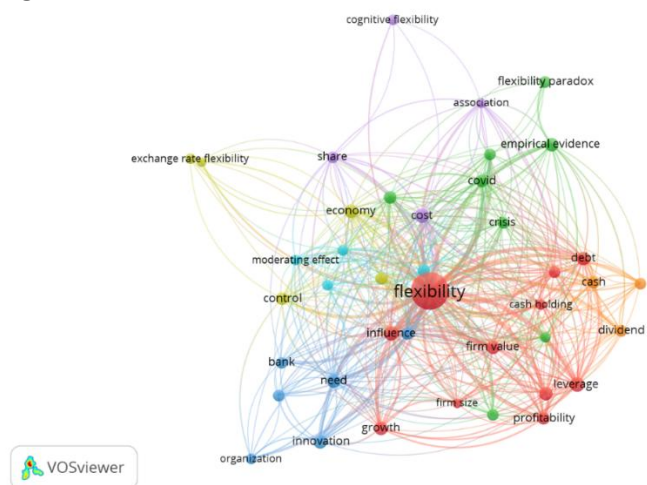 cognitive flexibility
flexibility paradox
association
empirical evidence
exchange rate flexibility
share
covid
economy
cost
crisis
moderating effect
debt
cash
flexibility
control
cash holding
dividend
influence
firm value
bank
need
leverage
firm size
profitability
growth
innovation
organization
VOSviewer